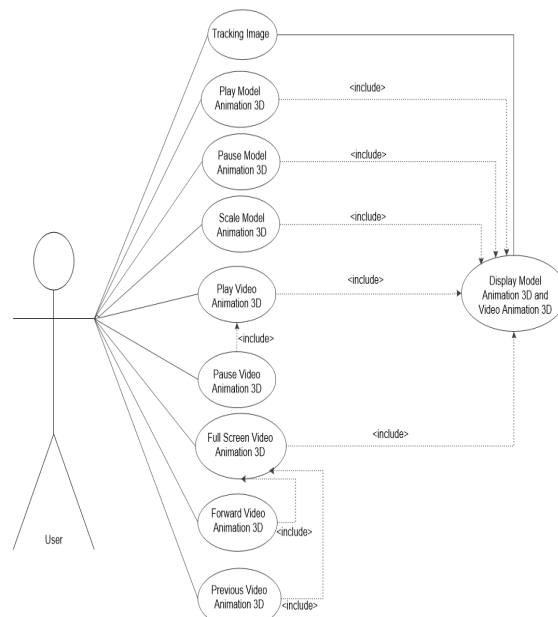 Tracking Image
Play Model
Animation 3D
<include>
Pause Model
Animation 3D
<include>
Scale Model
Animation 3D
<include>
Play Video
Animation 3D
<include>
Display Model
Animation 3D and
Video Animation 3D
<include>
Pause Video
Animation 3D
Full Screen Video
Animation 3D
<include>
Forward Video
Animation 3D
<include>
User
Previous Video
Animation 3D
<include>